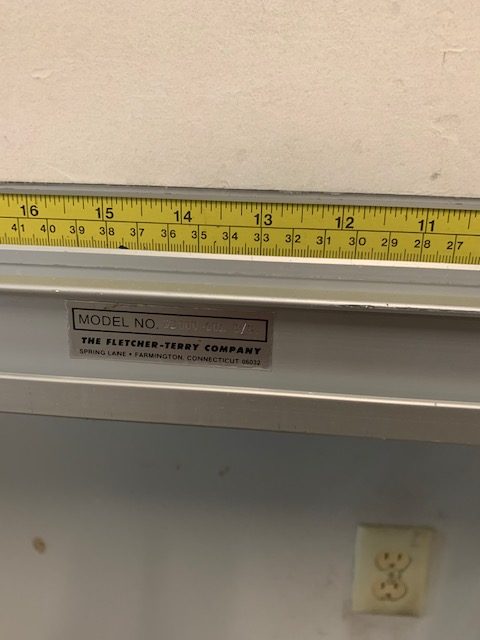 16 15 14 13 12 11
41 40 39 38 37 36 35 34 33 32 31 30 29 28 27
MODEL NO.
THE FLETCHER-TERRY COMPANY
SPRING LANE • FARMINGTON, CONNECTICUT 06032